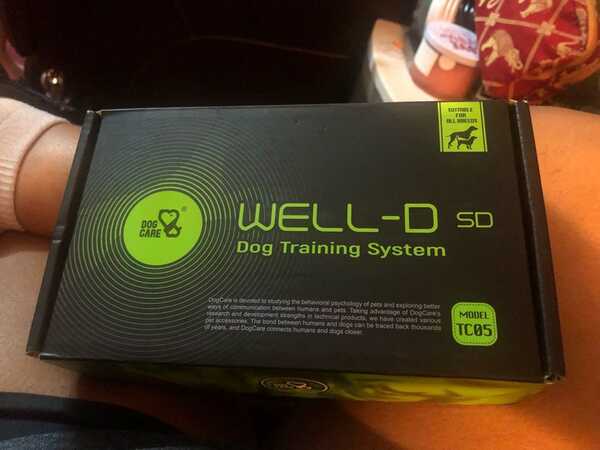 SUITABLE
FOR
ALL BREEDS
DOG
CARE
®
WELL-D SD
Dog Training System
DogCare is devoted to studying the behavioral psychology of pets and exploring better
ways of communication between humans and pets. Taking advantage of DogCare's
research and development strengths in technical products, we have created various
pet accessories. The bond between humans and dogs can be traced back thousands
of years, and DogCare connects humans and dogs closer.
MODEL
TC05